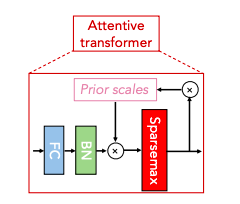 Attentive
transformer
Prior scales
×
FC
BN
×
Sparsemax